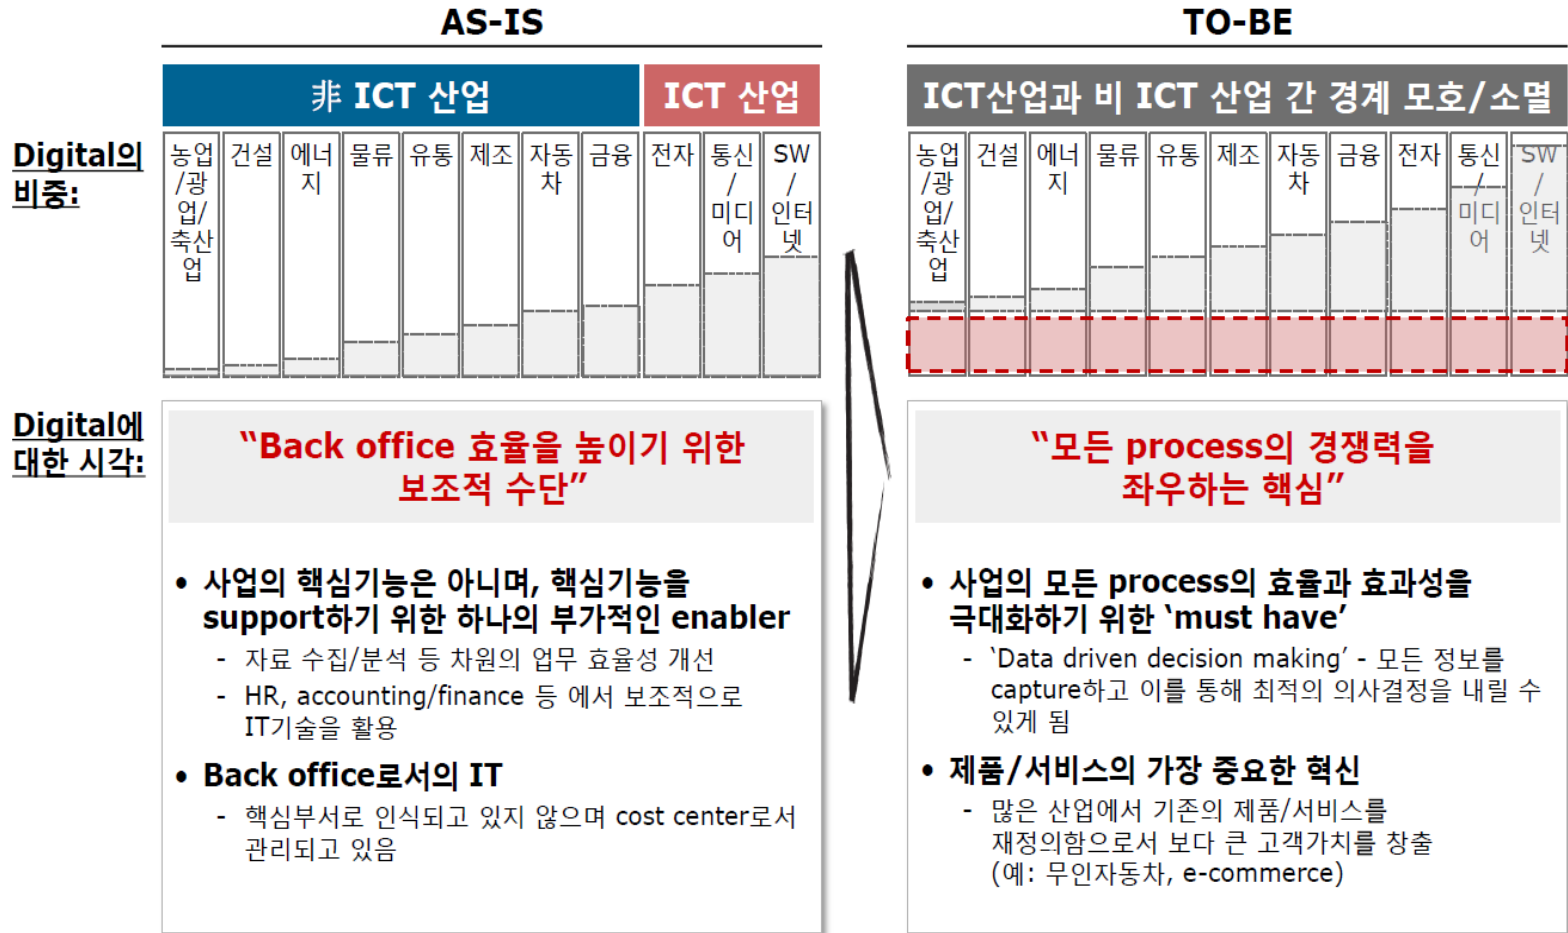 AS-IS
TO-BE
非 ICT 산업
ICT 산업
ICT산업과 비 ICT 산업 간 경계 모호/소멸
Digital의
비중:
농업
/광
업/
축산
업
건설
에너
지
물류
유통
제조
자동
차
금융
전자
통신
/
미디
어
SW
/
인터
넷
농업
/광
업/
축산
업
건설
에너
지
물류
유통
제조
자동
차
금융
전자
통신
/
미디
어
SW
/
인터
넷
Digital에
대한 시각:
“Back office 효율을 높이기 위한
보조적 수단”
• 사업의 핵심기능은 아니며, 핵심기능을
support하기 위한 하나의 부가적인 enabler
- 자료 수집/분석 등 차원의 업무 효율성 개선
- HR, accounting/finance 등 에서 보조적으로
IT기술을 활용
• Back office로서의 IT
- 핵심부서로 인식되고 있지 않으며 cost center로서
관리되고 있음
“모든 process의 경쟁력을
좌우하는 핵심”
• 사업의 모든 process의 효율과 효과성을
극대화하기 위한 ‘must have’
- ‘Data driven decision making’ - 모든 정보를
capture하고 이를 통해 최적의 의사결정을 내릴 수
있게 됨
• 제품/서비스의 가장 중요한 혁신
- 많은 산업에서 기존의 제품/서비스를
재정의함으로서 보다 큰 고객가치를 창출
(예: 무인자동차, e-commerce)